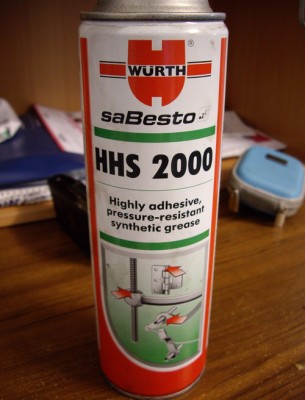 WÜRTH
saBesto
HHS 2000
Highly adhesive,
pressure-resistant
synthetic grease